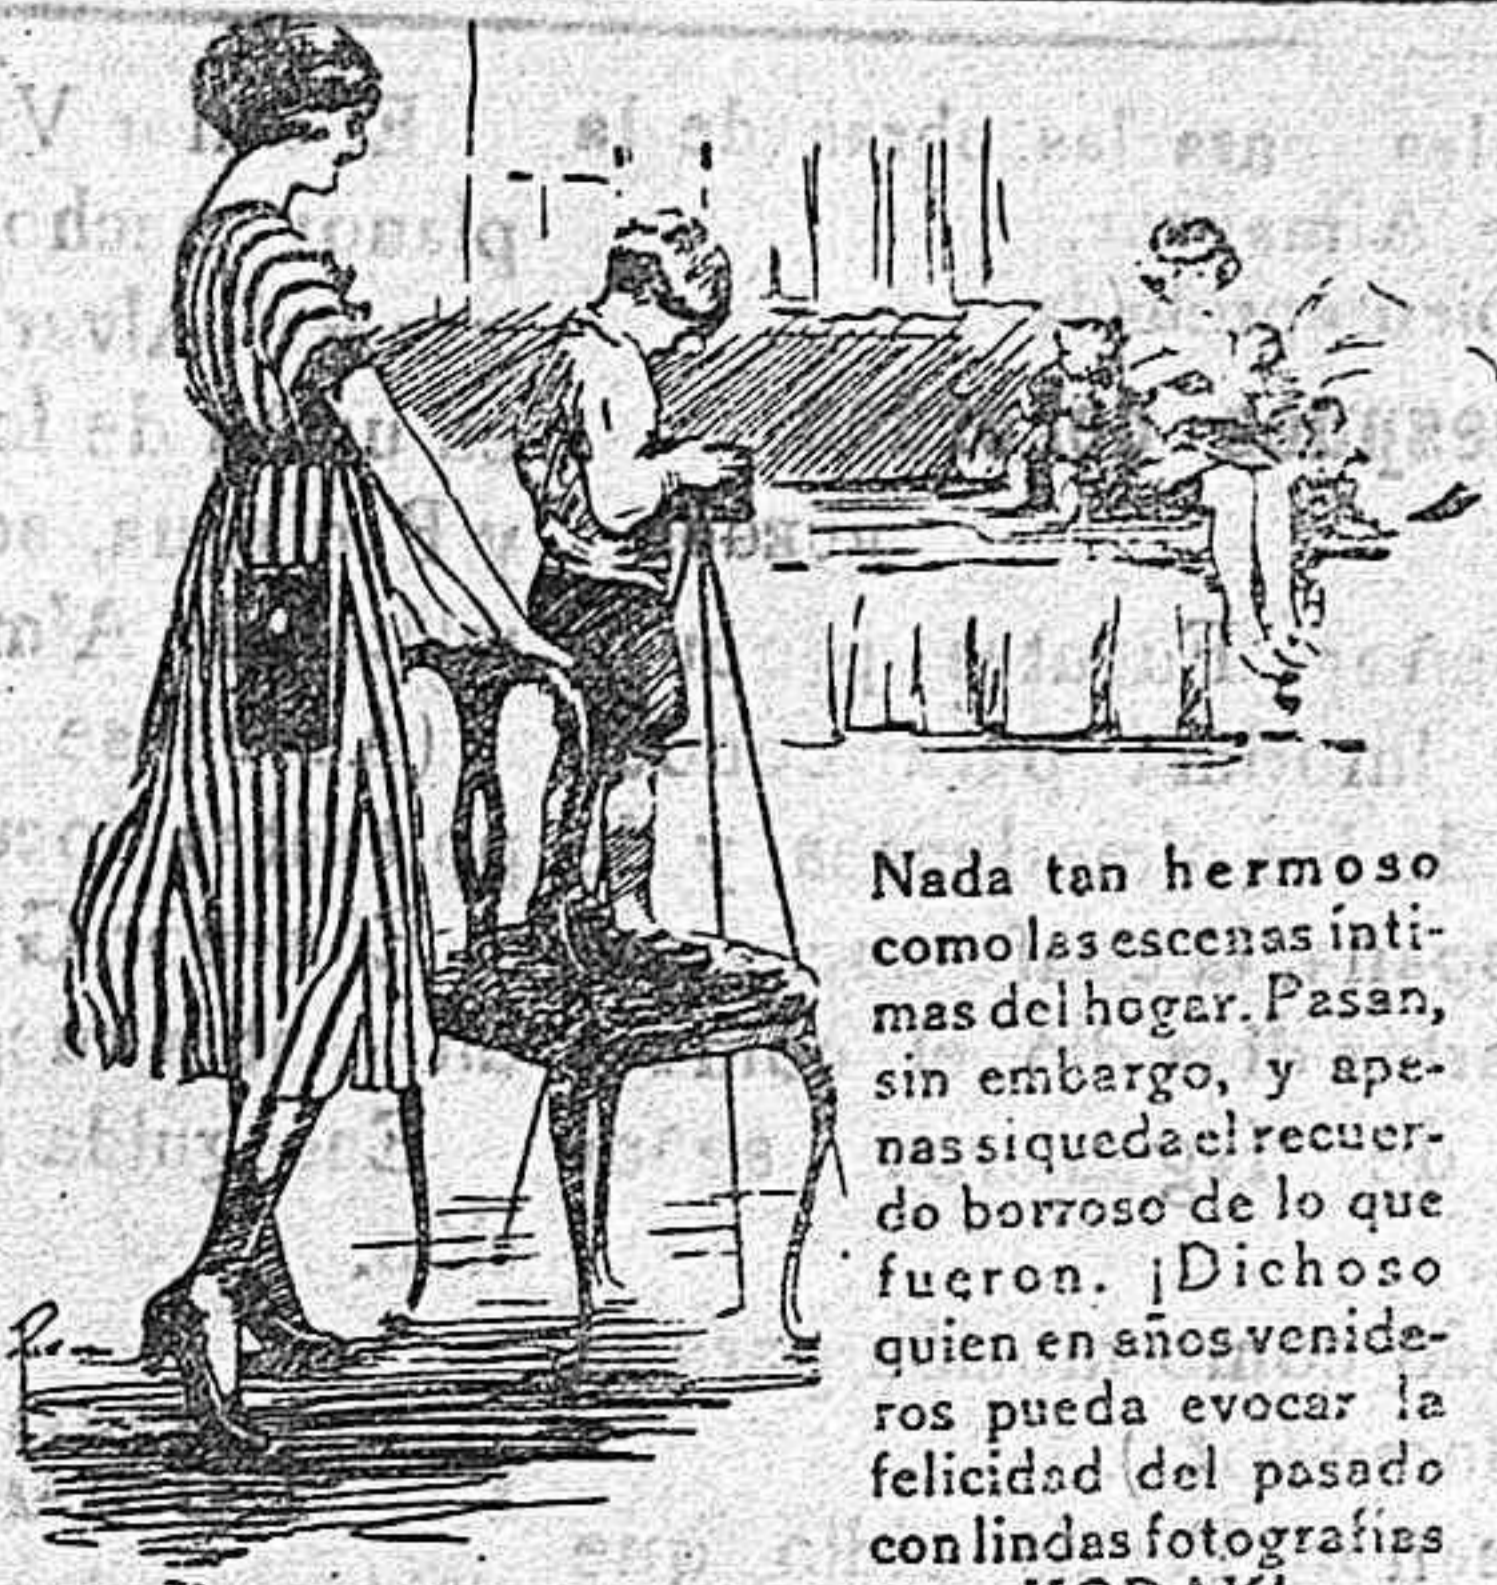 Nada tan hermoso
como las escenas ínti-
mas del hogar. Pasan,
sin embargo, y ape-
nas si queda el recuer-
do borroso de lo que
fueron. ¡Dichoso
quien en años venide-
ros pueda evocar la
felicidad del pasado
con lindas fotografías